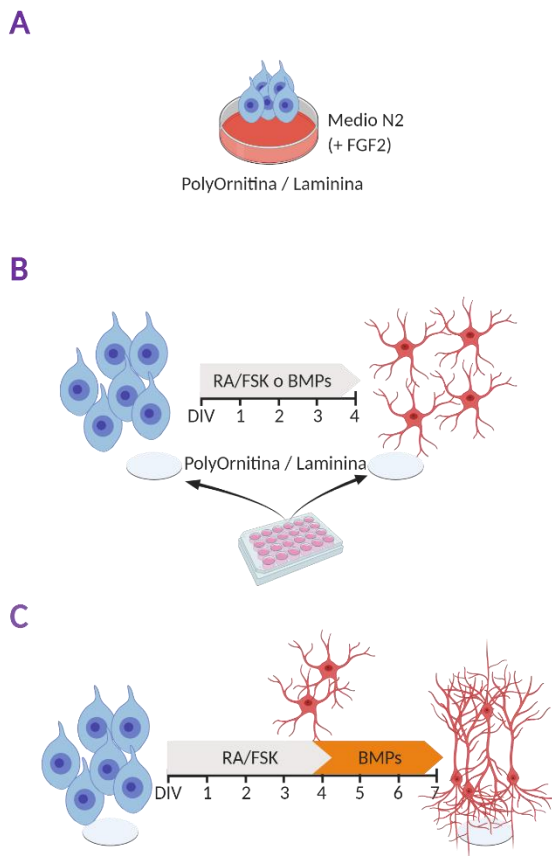 A
Medio N2
(+ FGF2)
PolyOrnitina / Laminina
B
RA/FSK o BMPs
DIV 1 2 3 4
PolyOrnitina / Laminina
C
RA/FSK BMPs
DIV 1 2 3 4 5 6 7